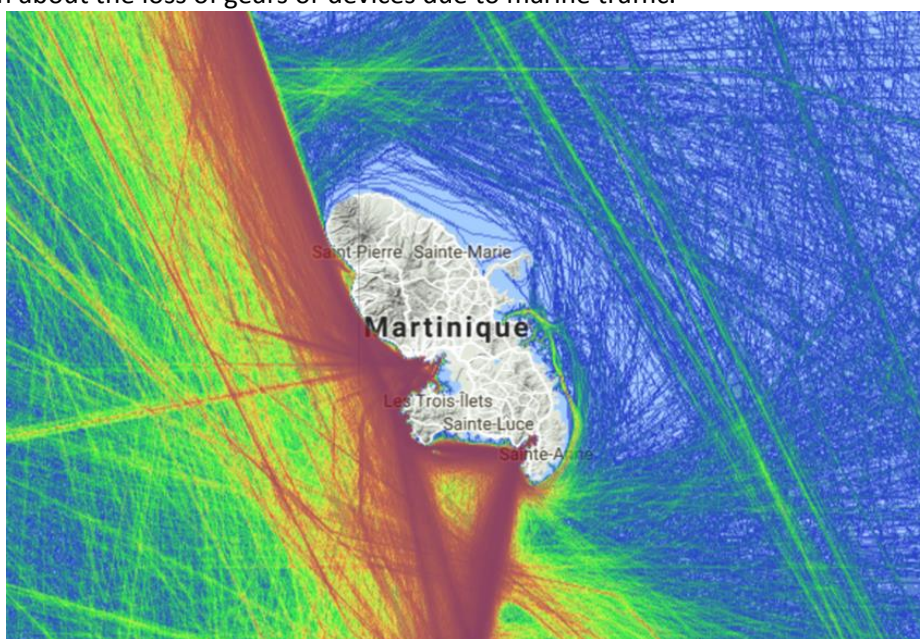 about the loss of gears or devices due to marine traffic.
Saint-Pierre Sainte-Marie
Martinique
Les Trois-Îlets
Sainte-Luce
Sainte-Anne